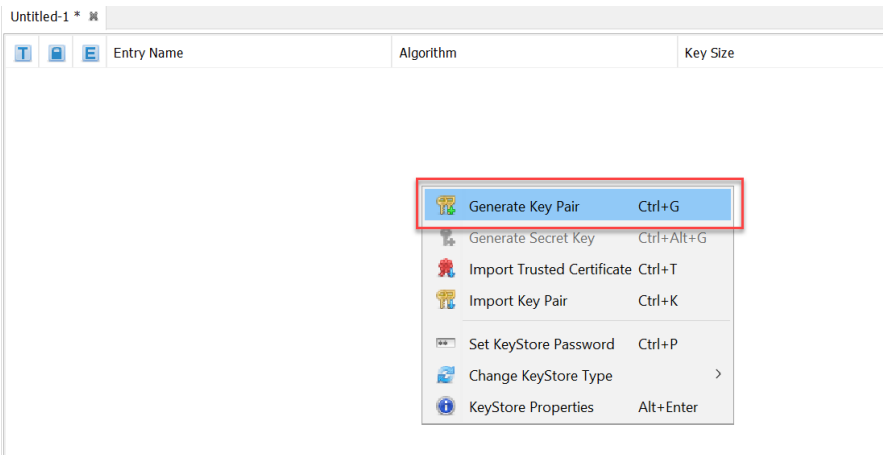 Untitled-1 *
T E Entry Name Algorithm Key Size
Generate Key Pair Ctrl+G
Generate Secret Key Ctrl+Alt+G
Import Trusted Certificate Ctrl+T
Import Key Pair Ctrl+K
Set KeyStore Password Ctrl+P
Change KeyStore Type
KeyStore Properties Alt+Enter